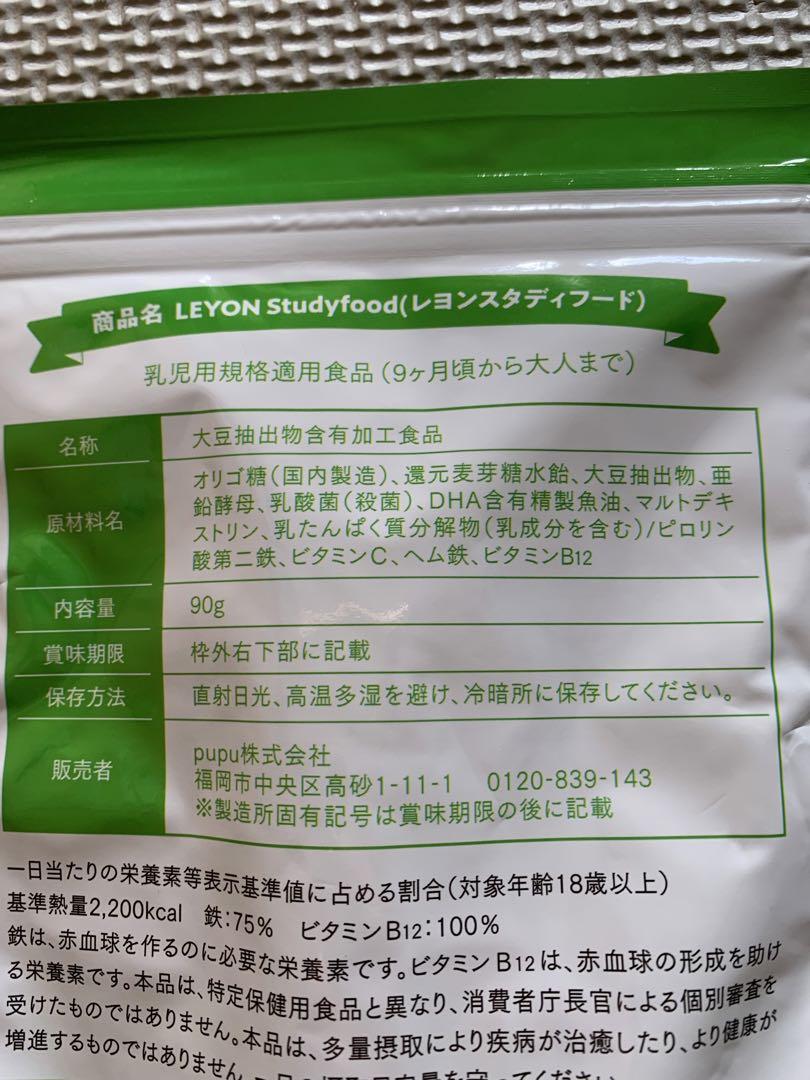 商品名 LEYON Studyfood(レヨンスタディフード)
乳児用規格適用食品(9ヶ月頃から大人まで)
名称 大豆抽出物含有加工食品
原材料名 オリゴ糖(国内製造)、還元麦芽糖水飴、大豆抽出物、亜
鉛酵母、乳酸菌(殺菌)、DHA含有精製魚油、マルトデキ
ストリン、乳たんぱく質分解物(乳成分を含む)/ピロリン
酸第二鉄、ビタミンC、ヘム鉄、ビタミンB12
内容量 90g
賞味期限 枠外右下部に記載
保存方法 直射日光、高温多湿を避け、冷暗所に保存してください。
販売者 pupu株式会社
福岡市中央区高砂1-11-1 0120-839-143
※製造所固有記号は賞味期限の後に記載
一日当たりの栄養素等表示基準値に占める割合(対象年齢18歳以上)
基準熱量2,200kcal 鉄:75% ビタミンB12:100%
鉄は、赤血球を作るのに必要な栄養素です。ビタミンB12は、赤血球の形成を助け
る栄養素です。本品は、特定保健用食品と異なり、消費者庁長官による個別審査を
受けたものではありません。本品は、多量摂取により疾病が治癒したり、より健康が
増進するものではありません。